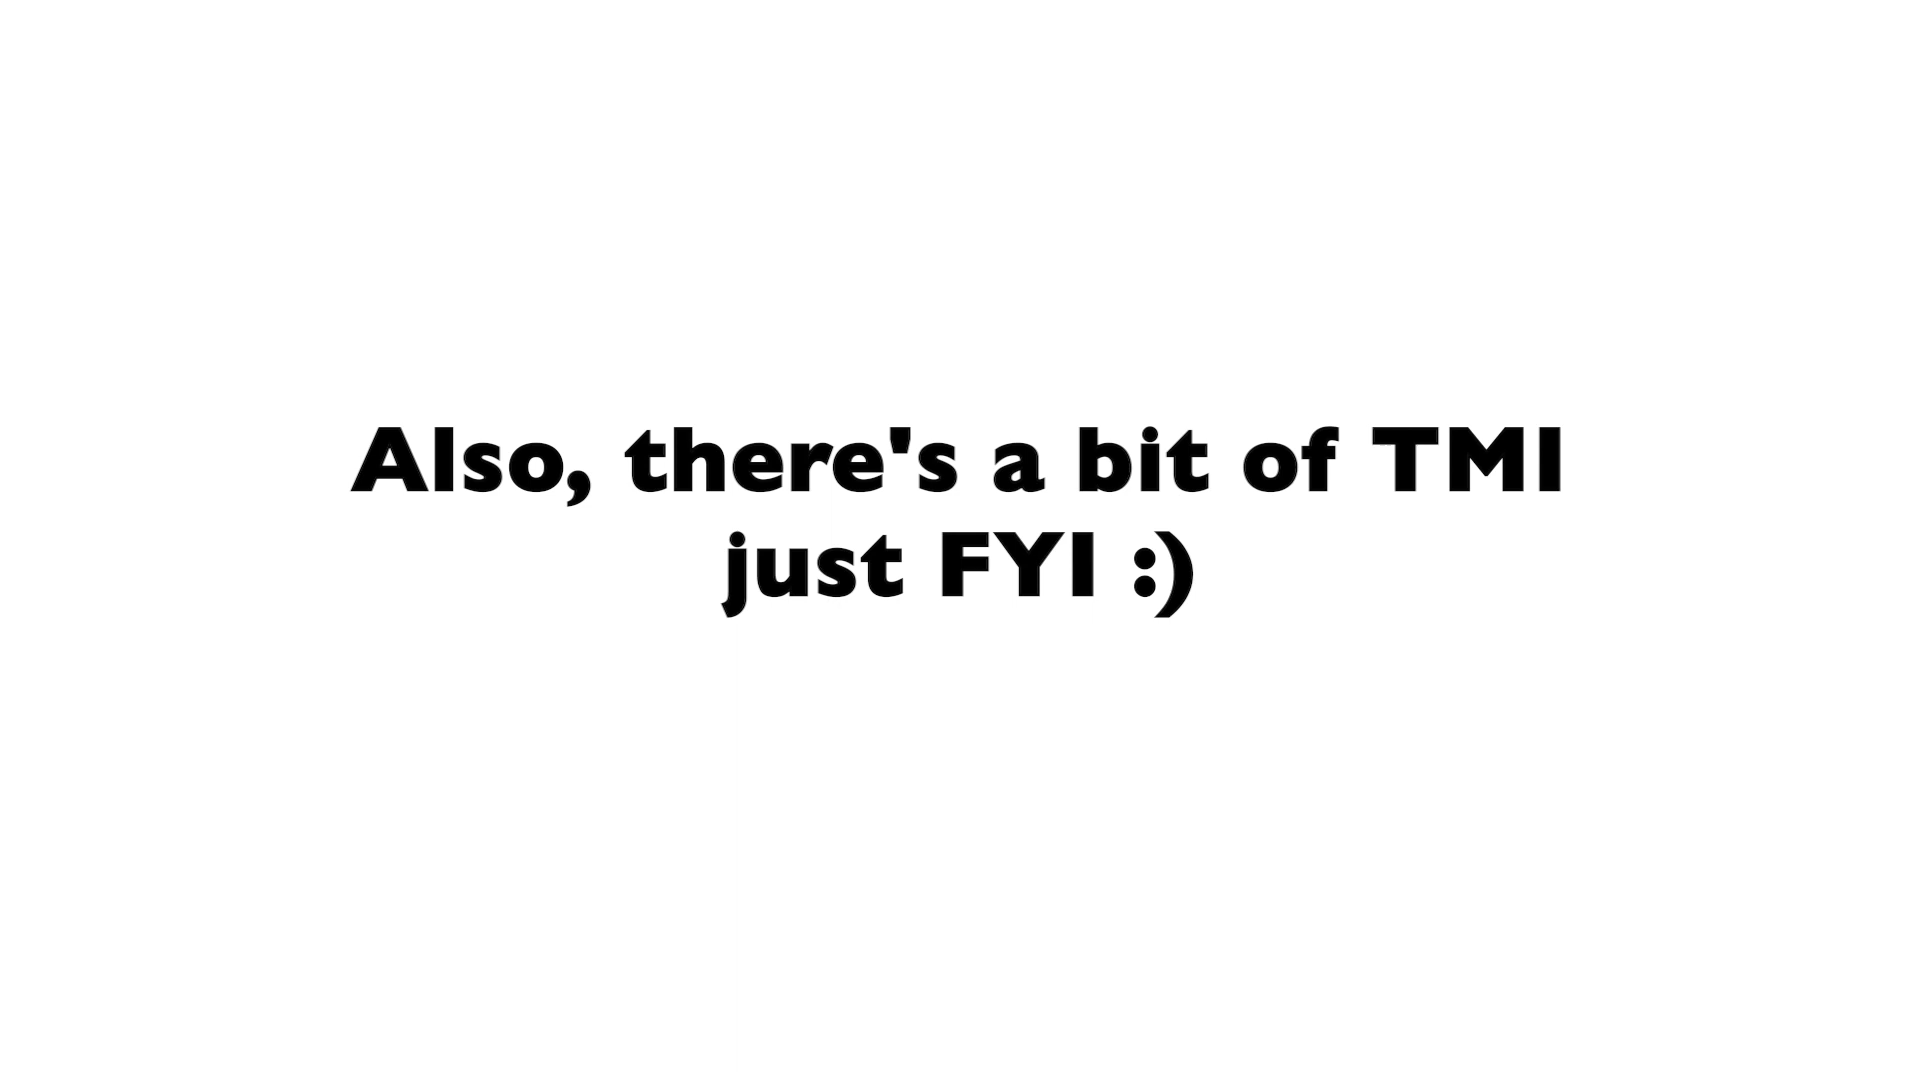 Also, there's a bit of TMI
just FYI :)